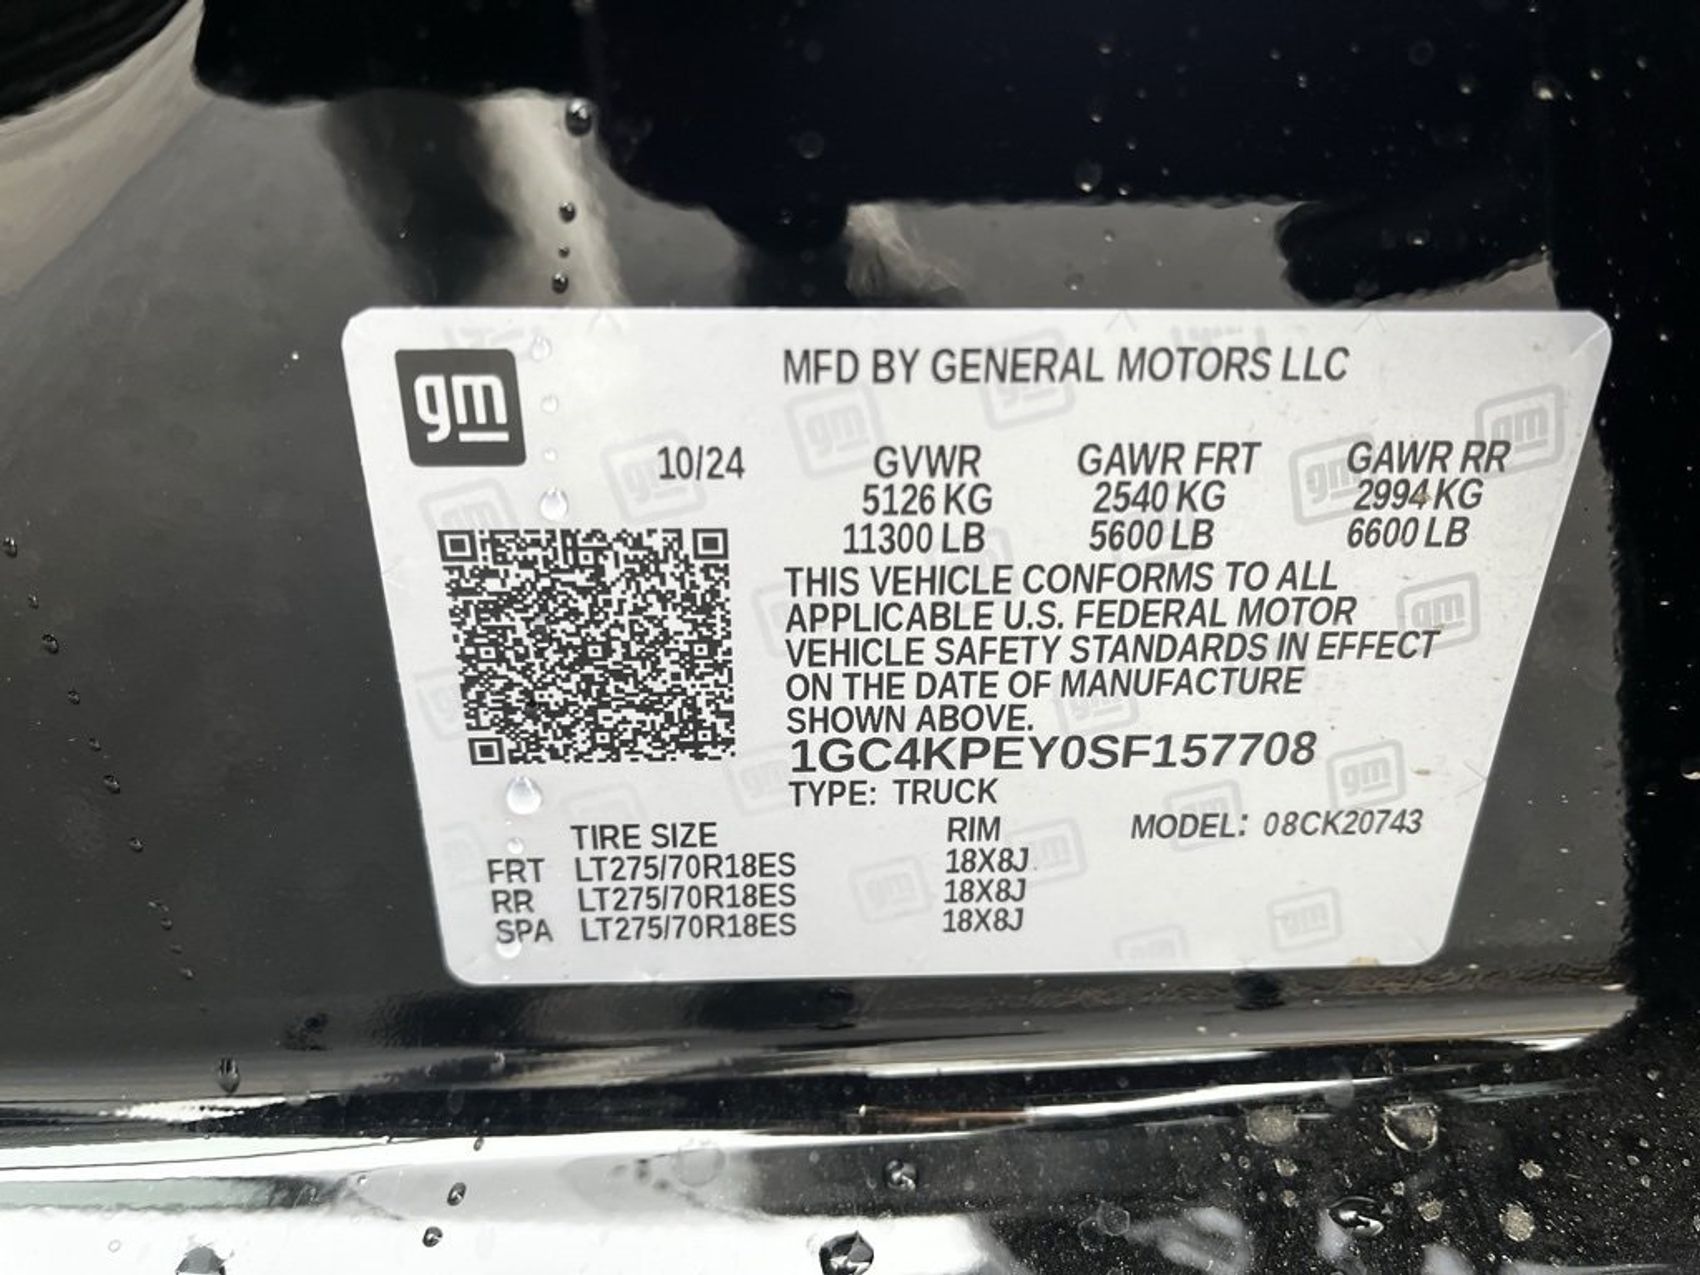 gm
MFD BY GENERAL MOTORS LLC
10/24 GVWR GAWR FRT GAWR RR
5126 KG 2540 KG 2994 KG
11300 LB 5600 LB 6600 LB
THIS VEHICLE CONFORMS TO ALL
APPLICABLE U.S. FEDERAL MOTOR
VEHICLE SAFETY STANDARDS IN EFFECT
ON THE DATE OF MANUFACTURE
SHOWN ABOVE.
1GC4KPEY0SF157708
TYPE: TRUCK
TIRE SIZE RIM MODEL: 08CK20743
FRT LT275/70R18ES 18X8J
RR LT275/70R18ES 18X8J
SPA LT275/70R18ES 18X8J